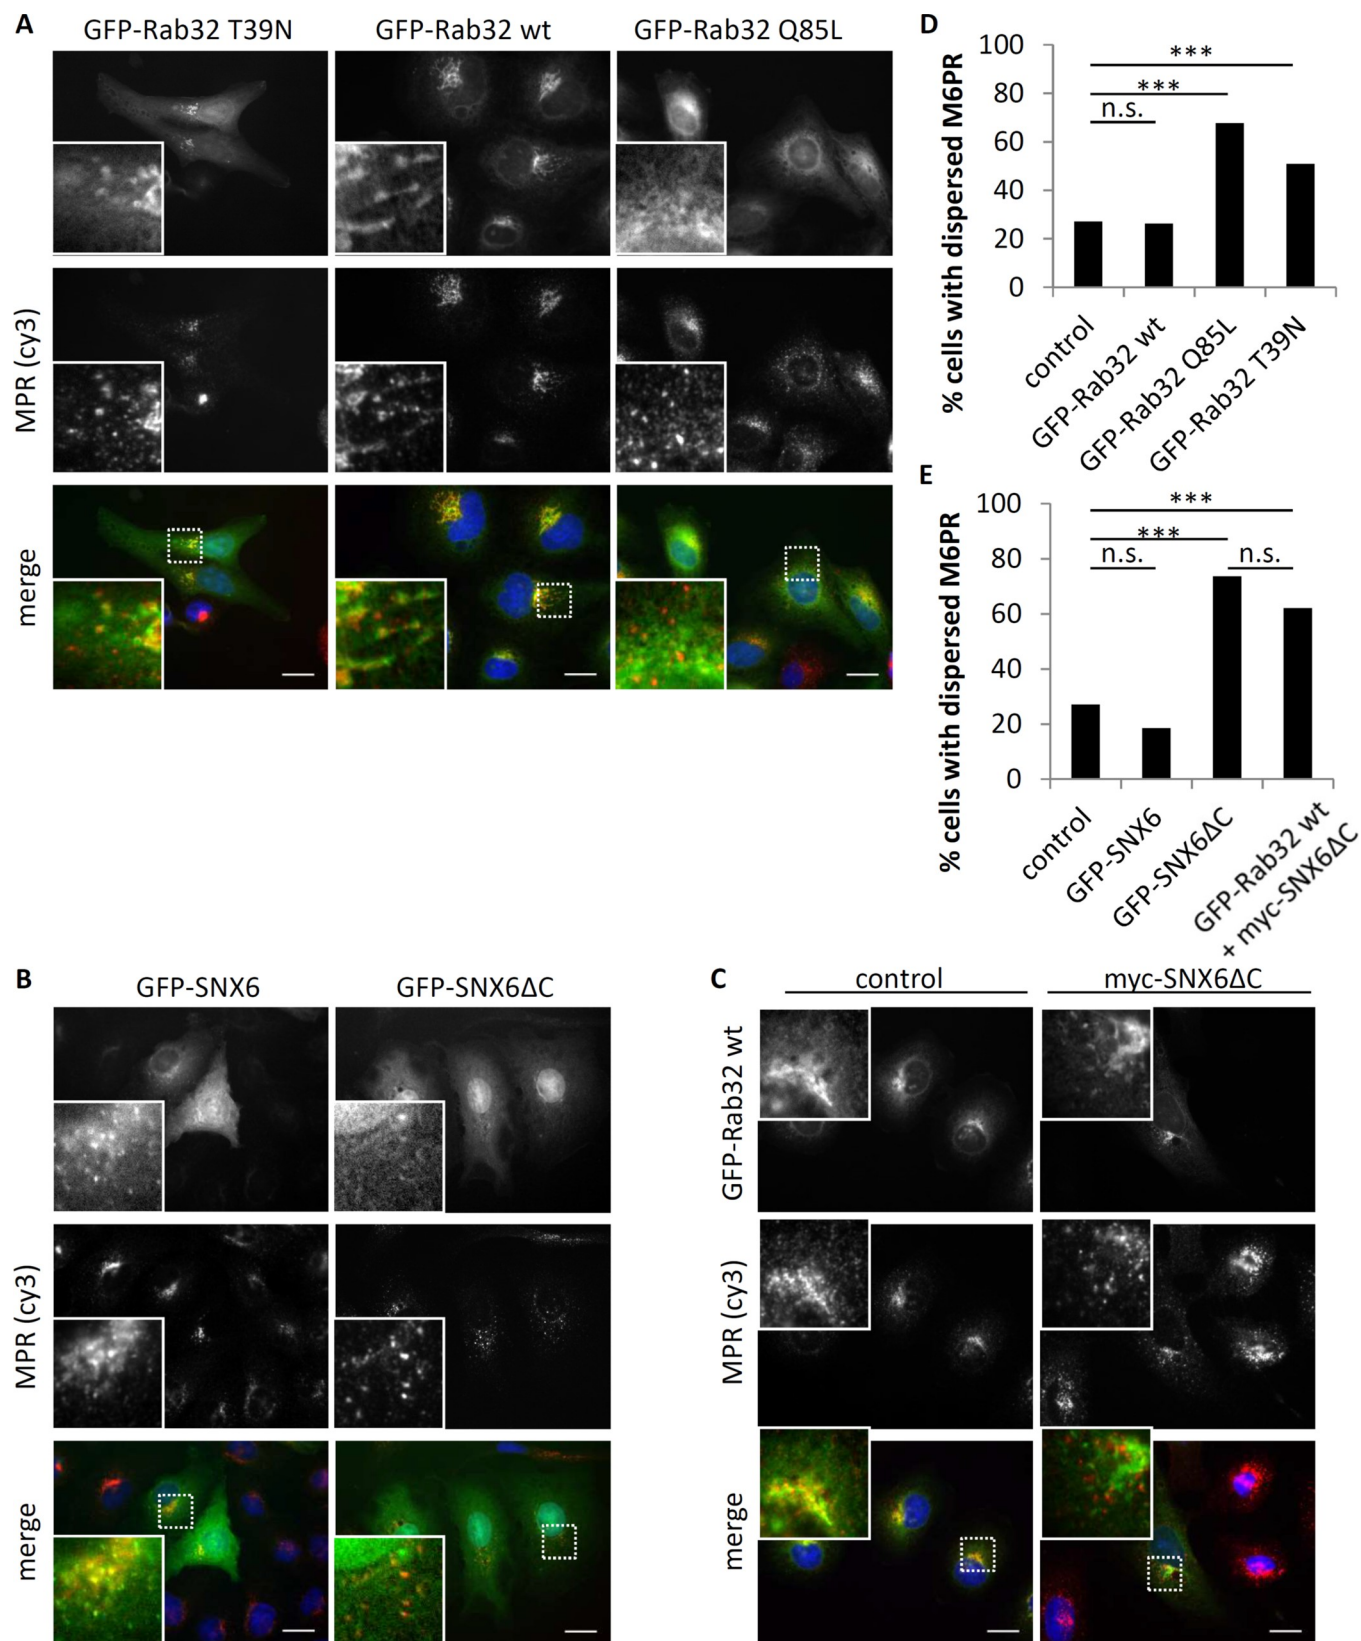 A
GFP-Rab32 T39N
GFP-Rab32 wt
GFP-Rab32 Q85L
MPR (cy3)
merge
D
% cells with dispersed M6PR
100
80
60
40
20
0
***
***
n.s.
control
GFP-Rab32 wt
GFP-Rab32 Q85L
GFP-Rab32 T39N
E
% cells with dispersed M6PR
100
80
60
40
20
0
***
***
n.s.
n.s.
control
GFP-SNX6
GFP-SNX6ΔC
GFP-Rab32 wt
+ myc-SNX6ΔC
B
GFP-SNX6
GFP-SNX6ΔC
MPR (cy3)
merge
C
control
myc-SNX6ΔC
GFP-Rab32 wt
MPR (cy3)
merge